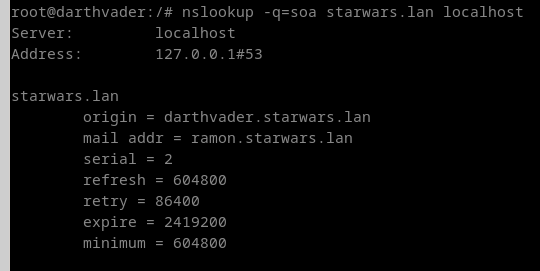 root@darthvader:/# nslookup -q=soa starwars.lan localhost
Server:         localhost
Address:        127.0.0.1#53

starwars.lan
        origin = darthvader.starwars.lan
        mail addr = ramon.starwars.lan
        serial = 2
        refresh = 604800
        retry = 86400
        expire = 2419200
        minimum = 604800